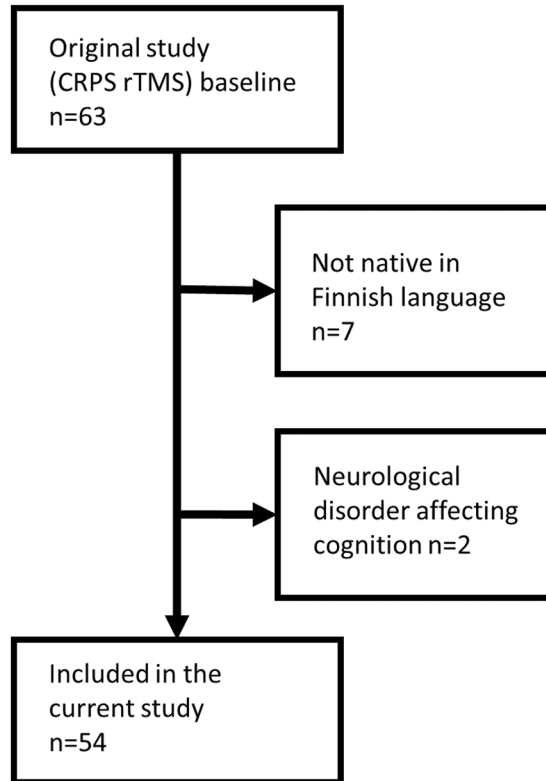 Original study
(CRPS rTMS) baseline
n=63
Not native in
Finnish language
n=7
Neurological
disorder affecting
cognition n=2
Included in the
current study
n=54